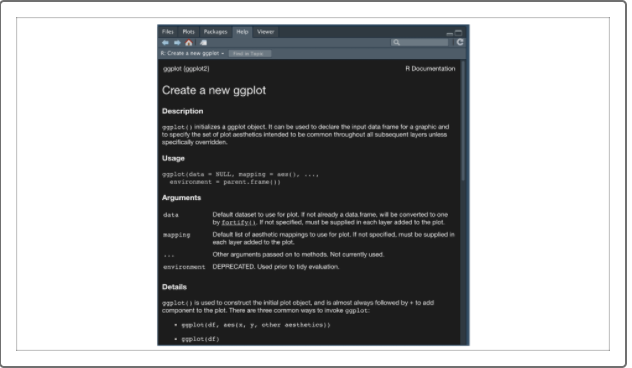 Files Plots Packages Help Viewer
R: Create a new ggplot Find in Topic
ggplot {ggplot2} R Documentation
Create a new ggplot
Description
ggplot() initializes a ggplot object. It can be used to declare the input data frame for a graphic and
to specify the set of plot aesthetics intended to be common throughout all subsequent layers unless
specifically overridden.
Usage
ggplot(data = NULL, mapping = aes(), ...,
environment = parent.frame())
Arguments
data Default dataset to use for plot. If not already a data.frame, will be converted to one
by fortify(). If not specified, must be supplied in each layer added to the plot.
mapping Default list of aesthetic mappings to use for plot. If not specified, must be supplied in
each layer added to the plot.
... Other arguments passed on to methods. Not currently used.
environment DEPRECATED. Used prior to tidy evaluation.
Details
ggplot() is used to construct the initial plot object, and is almost always followed by + to add
component to the plot. There are three common ways to invoke ggplot:
• ggplot(df, aes(x, y, other aesthetics))
• ggplot(df)